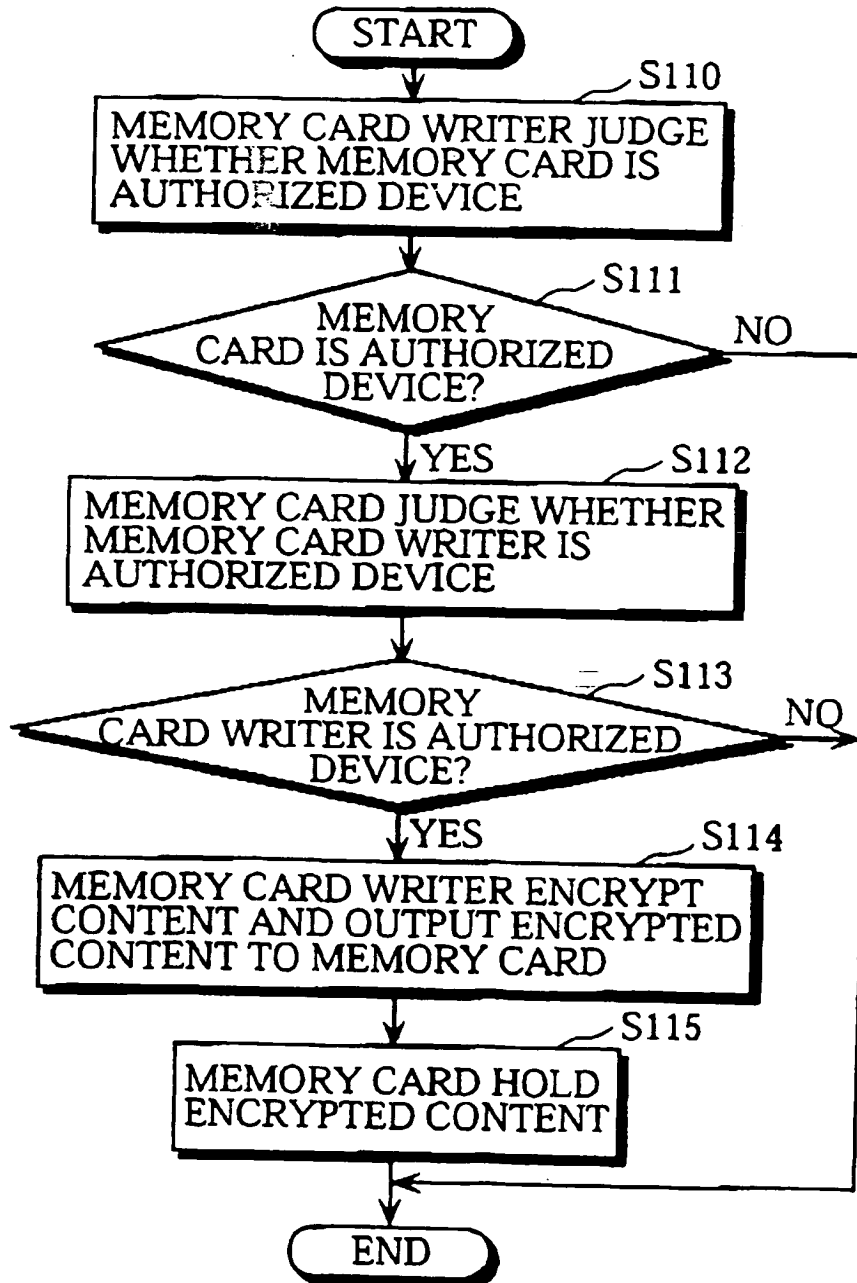 START
S110
MEMORY CARD WRITER JUDGE
WHETHER MEMORY CARD IS
AUTHORIZED DEVICE
S111
MEMORY
CARD IS AUTHORIZED
DEVICE?
NO
YES
S112
MEMORY CARD JUDGE WHETHER
MEMORY CARD WRITER IS
AUTHORIZED DEVICE
S113
MEMORY
CARD WRITER IS AUTHORIZED
DEVICE?
NO
YES
S114
MEMORY CARD WRITER ENCRYPT
CONTENT AND OUTPUT ENCRYPTED
CONTENT TO MEMORY CARD
S115
MEMORY CARD HOLD
ENCRYPTED CONTENT
END